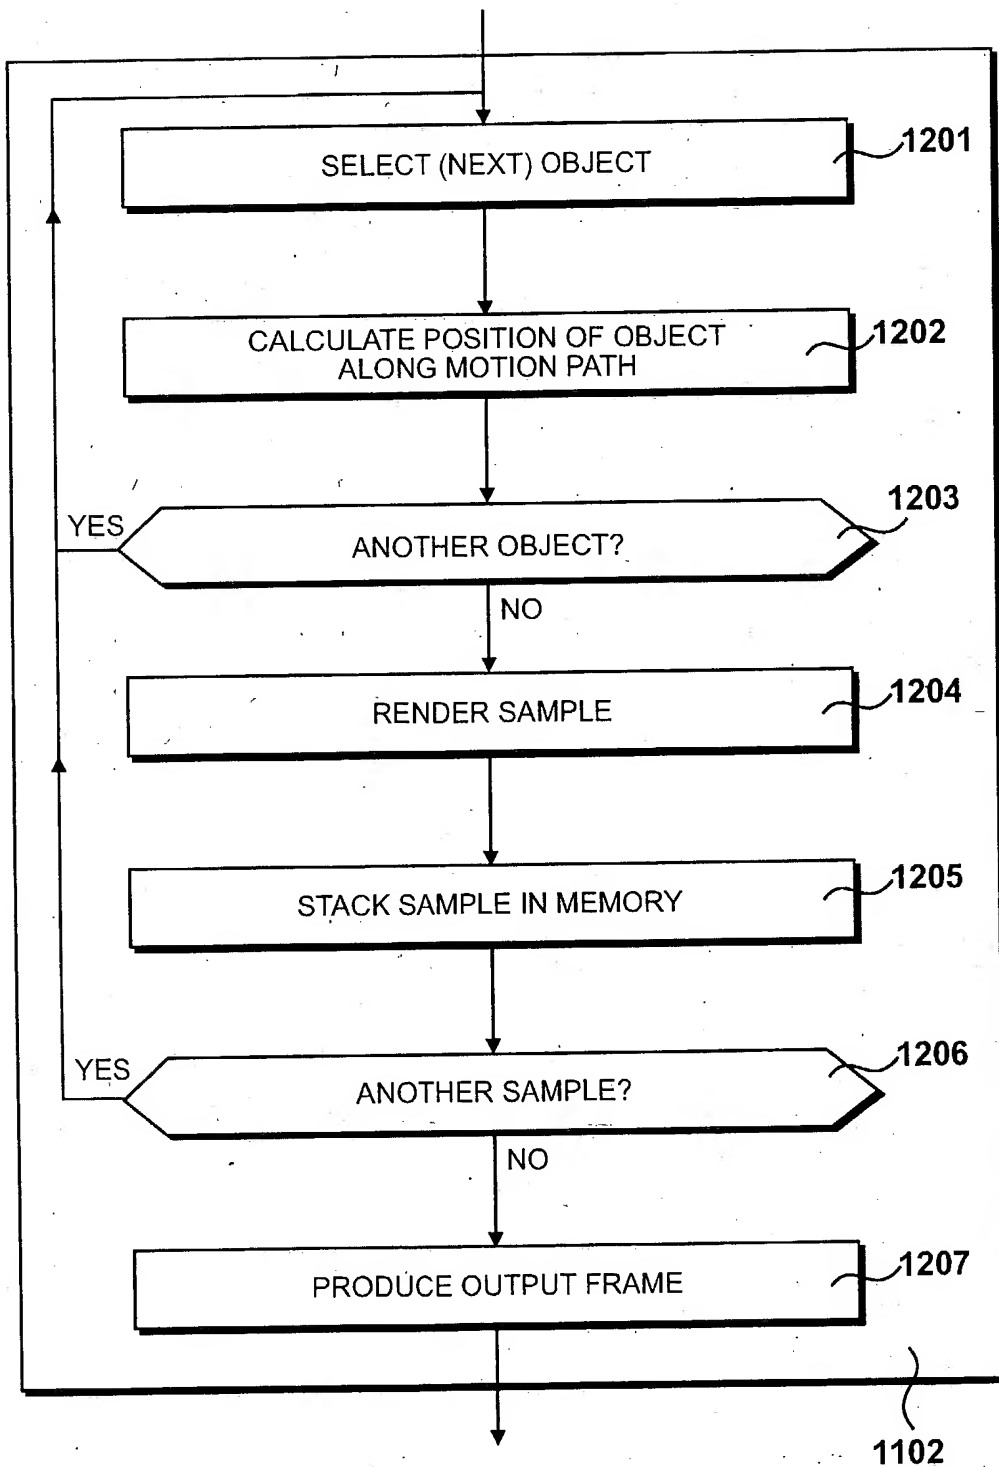 1201
SELECT (NEXT) OBJECT
1202
CALCULATE POSITION OF OBJECT
ALONG MOTION PATH
1203
YES
ANOTHER OBJECT?
NO
1204
RENDER SAMPLE
1205
STACK SAMPLE IN MEMORY
1206
YES
ANOTHER SAMPLE?
NO
1207
PRODUCE OUTPUT FRAME
1102